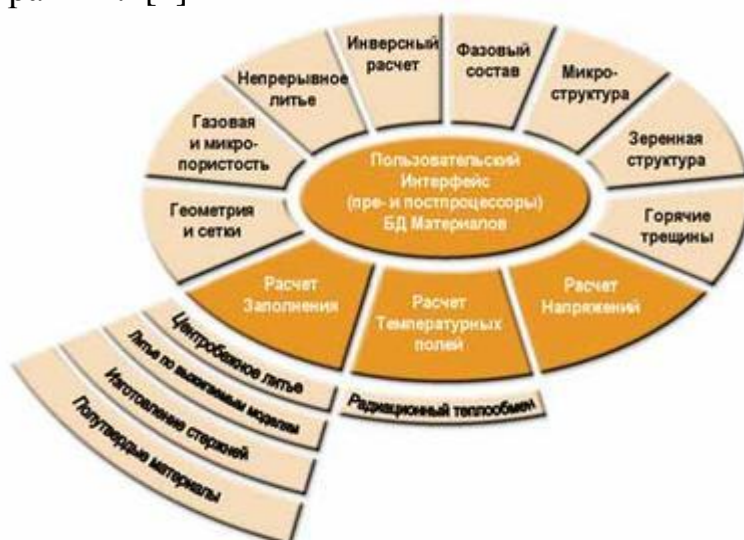 Инверсный
расчет
Фазовый
состав
Непрерывное
литье
Микро-
структура
Газовая
и микро-
пористость
Зеренная
структура
Пользовательский
Интерфейс
(пре- и постпроцессоры)
БД Материалов
Геометрия
и сетки
Горячие
трещины
Расчет
Заполнения
Расчет
Температурных
полей
Расчет
Напряжений
Центробежное литье
Литье по выжигаемым моделям
Изготовление стержней
Полутвердые материалы
Радиационный теплообмен